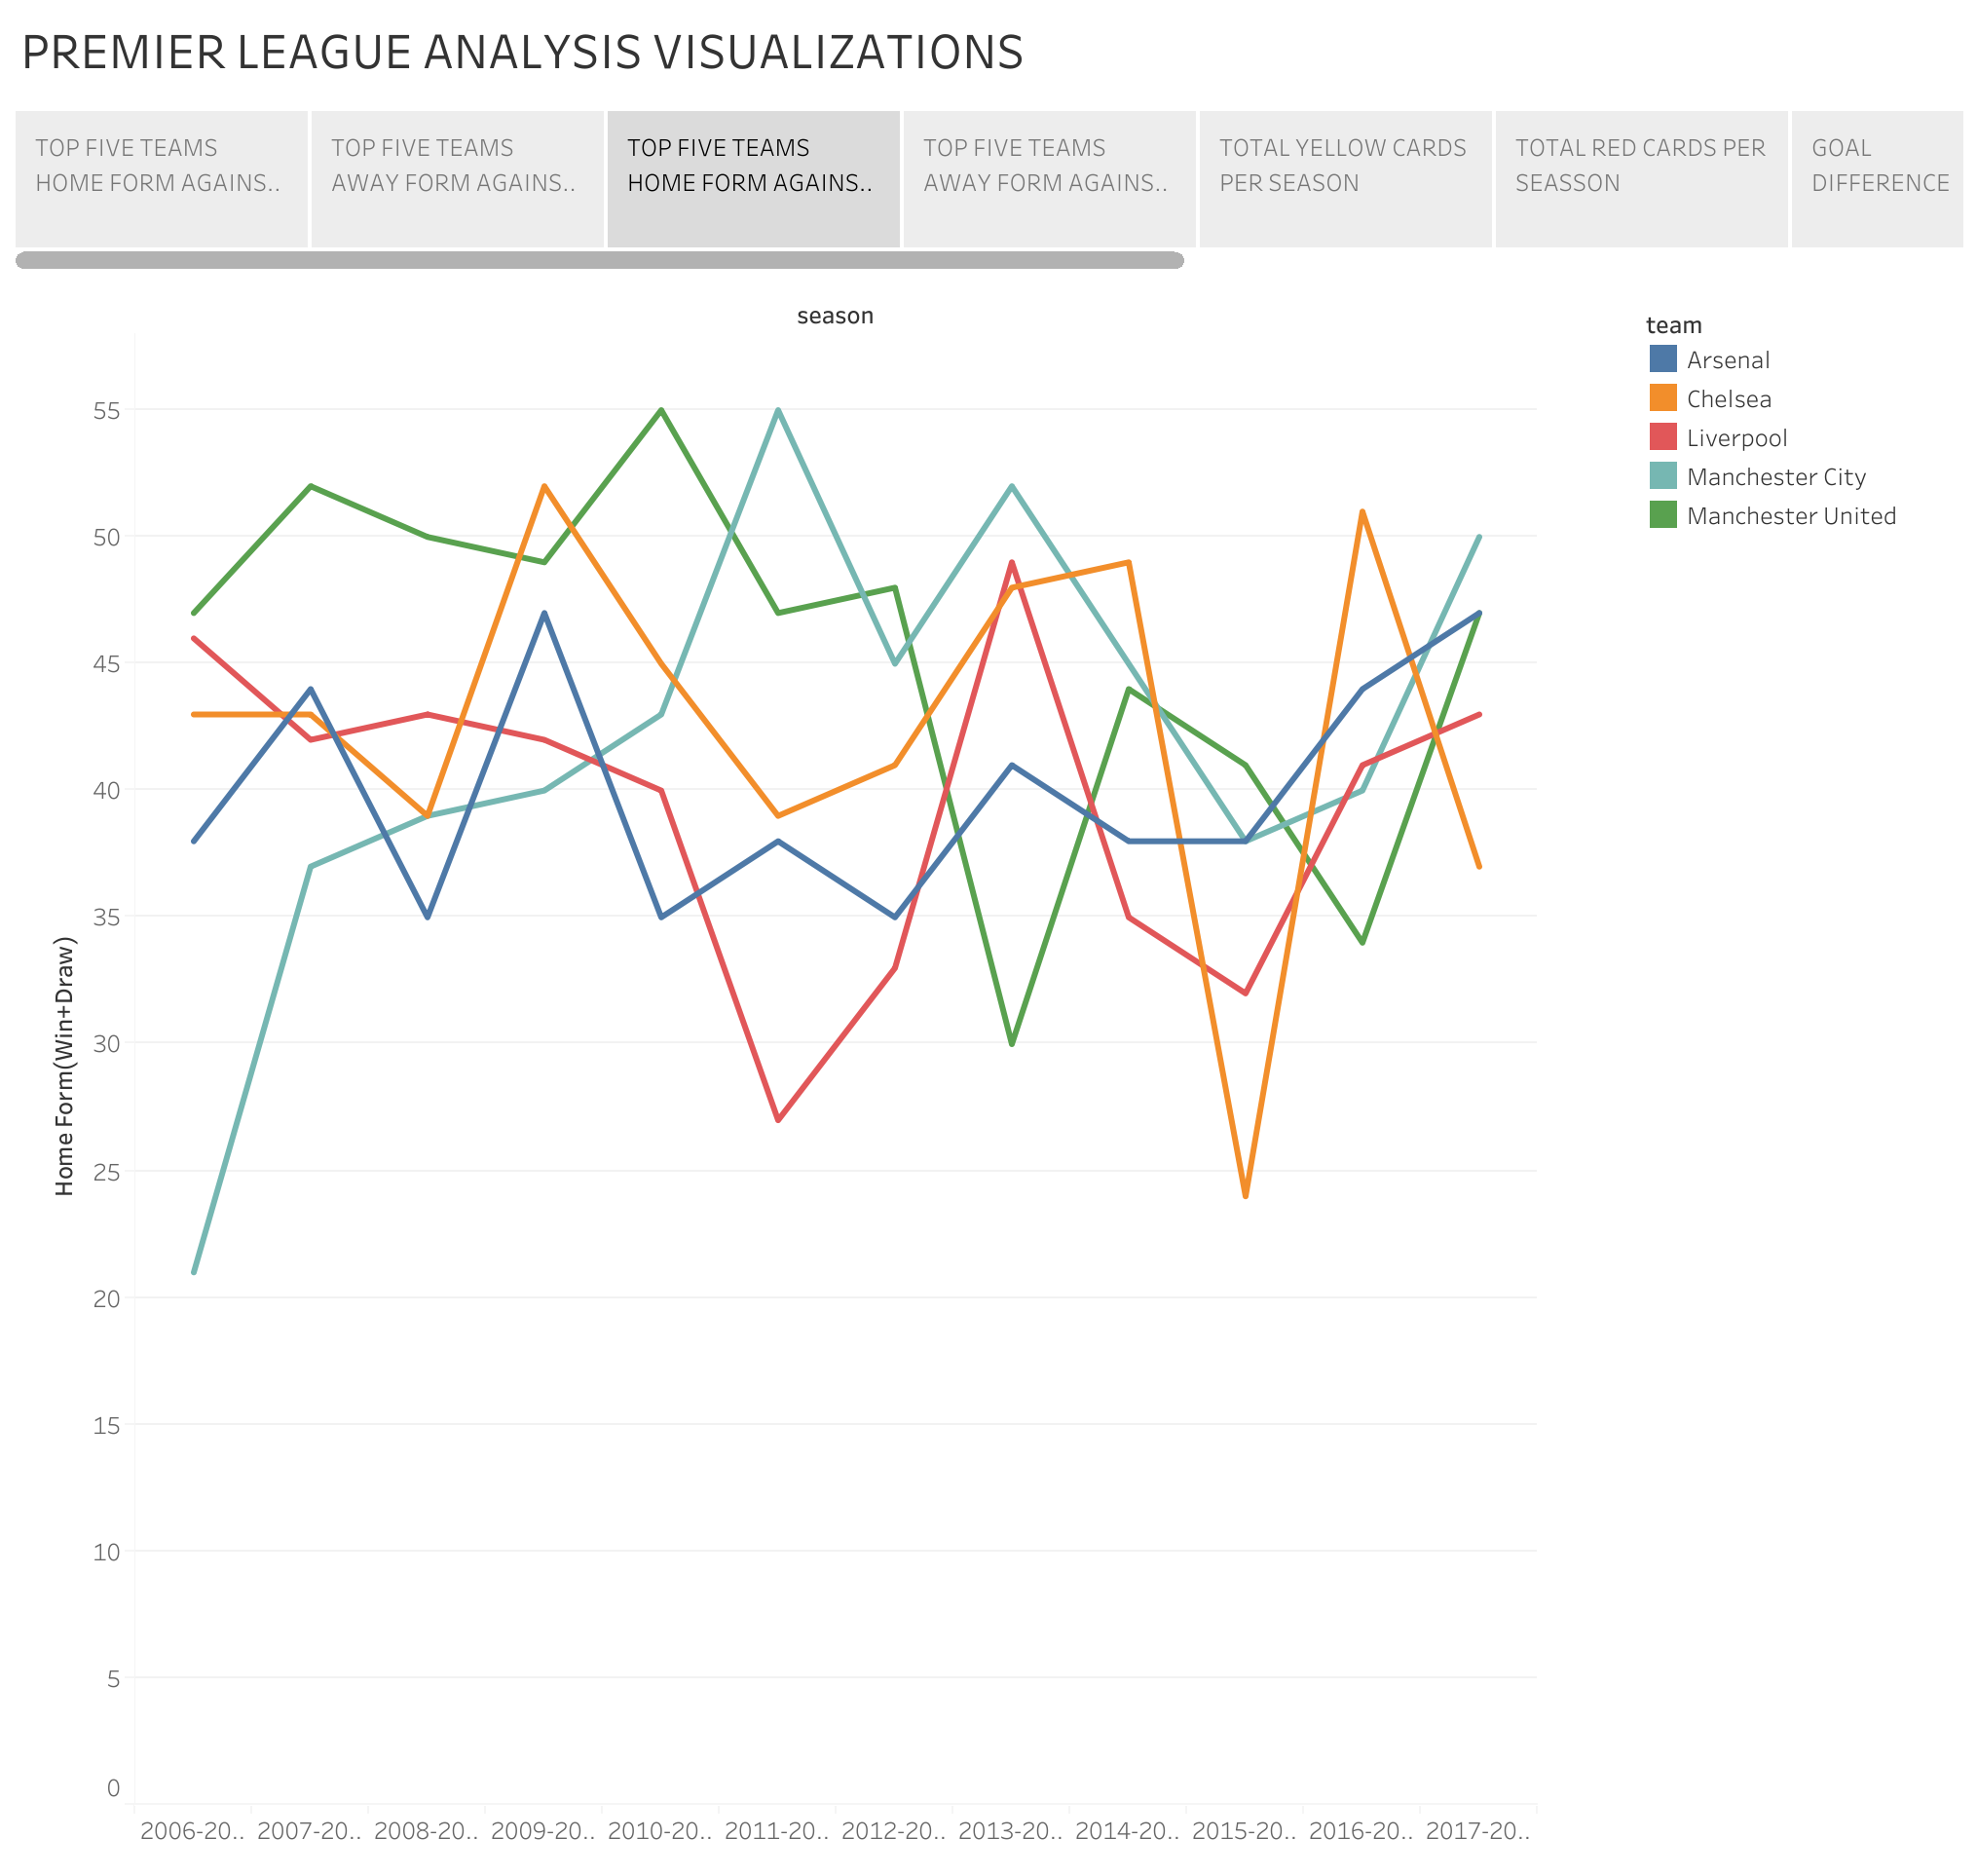 PREMIER LEAGUE ANALYSIS VISUALIZATIONS
TOP FIVE TEAMS
HOME FORM AGAINS..
TOP FIVE TEAMS
AWAY FORM AGAINS..
TOP FIVE TEAMS
HOME FORM AGAINS..
TOP FIVE TEAMS
AWAY FORM AGAINS..
TOTAL YELLOW CARDS
PER SEASON
TOTAL RED CARDS PER
SEASSON
GOAL
DIFFERENCE
season
team
Arsenal
Chelsea
Liverpool
Manchester City
Manchester United
Home Form(Win+Draw)
55
50
45
40
35
30
25
20
15
10
5
0
2006-20.. 2007-20.. 2008-20.. 2009-20.. 2010-20.. 2011-20.. 2012-20.. 2013-20.. 2014-20.. 2015-20.. 2016-20.. 2017-20..